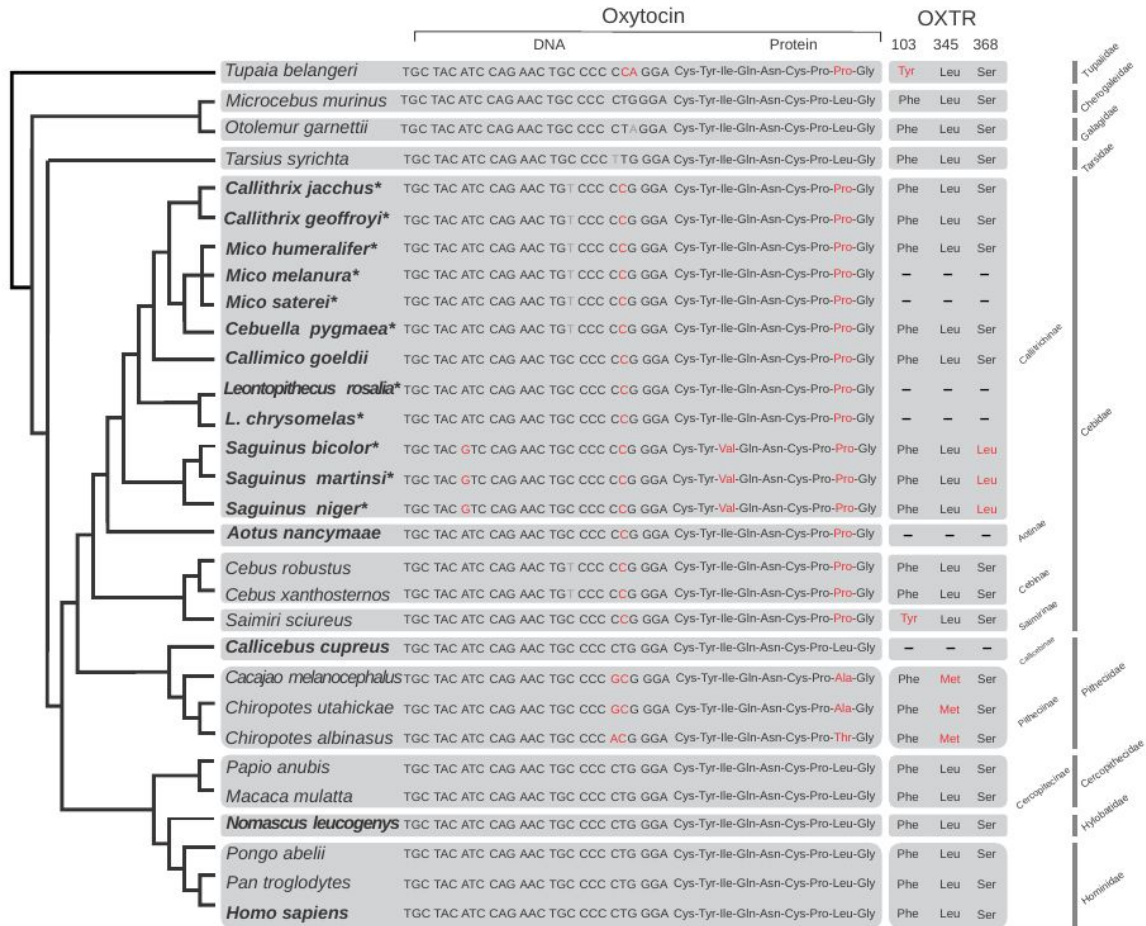 Oxytocin OXTR
DNA Protein 103 345 368
Tupaia belangeri TGC TAC ATC CAG AAC TGC CCC CCA GGA Cys-Tyr-Ile-Gln-Asn-Cys-Pro-Pro-Gly Tyr Leu Ser Tupaiidae
Microcebus murinus TGC TAC ATC CAG AAC TGC CCC CTGGGA Cys-Tyr-Ile-Gln-Asn-Cys-Pro-Leu-Gly Phe Leu Ser Cheirogaleidae
Otolemur garnettii TGC TAC ATC CAG AAC TGC CCC CTAGGA Cys-Tyr-Ile-Gln-Asn-Cys-Pro-Leu-Gly Phe Leu Ser Galagidae
Tarsius syrichta TGC TAC ATC CAG AAC TGC CCC TTG GGA Cys-Tyr-Ile-Gln-Asn-Cys-Pro-Leu-Gly Phe Leu Ser Tarsidae
Callithrix jacchus* TGC TAC ATC CAG AAC TGT CCC CCG GGA Cys-Tyr-Ile-Gln-Asn-Cys-Pro-Pro-Gly Phe Leu Ser
Callithrix geoffroyi* TGC TAC ATC CAG AAC TGT CCC CCG GGA Cys-Tyr-Ile-Gln-Asn-Cys-Pro-Pro-Gly Phe Leu Ser
Mico humeralifer* TGC TAC ATC CAG AAC TGT CCC CCG GGA Cys-Tyr-Ile-Gln-Asn-Cys-Pro-Pro-Gly Phe Leu Ser
Mico melanura* TGC TAC ATC CAG AAC TGT CCC CCG GGA Cys-Tyr-Ile-Gln-Asn-Cys-Pro-Pro-Gly – – –
Mico saterei* TGC TAC ATC CAG AAC TGT CCC CCG GGA Cys-Tyr-Ile-Gln-Asn-Cys-Pro-Pro-Gly – – –
Cebuella pygmaea* TGC TAC ATC CAG AAC TGT CCC CCG GGA Cys-Tyr-Ile-Gln-Asn-Cys-Pro-Pro-Gly Phe Leu Ser
Callimico goeldii TGC TAC ATC CAG AAC TGC CCC CCG GGA Cys-Tyr-Ile-Gln-Asn-Cys-Pro-Pro-Gly Phe Leu Ser Callitrichinae
Leontopithecus rosalia* TGC TAC ATC CAG AAC TGC CCC CCG GGA Cys-Tyr-Ile-Gln-Asn-Cys-Pro-Pro-Gly – – –
L. chrysomelas* TGC TAC ATC CAG AAC TGC CCC CCG GGA Cys-Tyr-Ile-Gln-Asn-Cys-Pro-Pro-Gly – – – Cebidae
Saguinus bicolor* TGC TAC GTC CAG AAC TGC CCC CCG GGA Cys-Tyr-Val-Gln-Asn-Cys-Pro-Pro-Gly Phe Leu Leu
Saguinus martinsi* TGC TAC GTC CAG AAC TGC CCC CCG GGA Cys-Tyr-Val-Gln-Asn-Cys-Pro-Pro-Gly Phe Leu Leu
Saguinus niger* TGC TAC GTC CAG AAC TGC CCC CCG GGA Cys-Tyr-Val-Gln-Asn-Cys-Pro-Pro-Gly Phe Leu Leu
Aotus nancymaae TGC TAC ATC CAG AAC TGC CCC CCG GGA Cys-Tyr-Ile-Gln-Asn-Cys-Pro-Pro-Gly – – – Aotinae
Cebus robustus TGC TAC ATC CAG AAC TGT CCC CCG GGA Cys-Tyr-Ile-Gln-Asn-Cys-Pro-Pro-Gly Phe Leu Ser Cebinae
Cebus xanthosternos TGC TAC ATC CAG AAC TGT CCC CCG GGA Cys-Tyr-Ile-Gln-Asn-Cys-Pro-Pro-Gly Phe Leu Ser
Saimiri sciureus TGC TAC ATC CAG AAC TGC CCC CCG GGA Cys-Tyr-Ile-Gln-Asn-Cys-Pro-Pro-Gly Tyr Leu Ser Saimirinae
Callicebus cupreus TGC TAC ATC CAG AAC TGC CCC CTG GGA Cys-Tyr-Ile-Gln-Asn-Cys-Pro-Leu-Gly – – – Callicebinae
Cacajao melanocephalus TGC TAC ATC CAG AAC TGC CCC GCG GGA Cys-Tyr-Ile-Gln-Asn-Cys-Pro-Ala-Gly Phe Met Ser Pitheciidae
Chiropotes utahickae TGC TAC ATC CAG AAC TGC CCC GCG GGA Cys-Tyr-Ile-Gln-Asn-Cys-Pro-Ala-Gly Phe Met Ser Pitheciinae
Chiropotes albinasus TGC TAC ATC CAG AAC TGC CCC ACG GGA Cys-Tyr-Ile-Gln-Asn-Cys-Pro-Thr-Gly Phe Met Ser
Papio anubis TGC TAC ATC CAG AAC TGC CCC CTG GGA Cys-Tyr-Ile-Gln-Asn-Cys-Pro-Leu-Gly Phe Leu Ser Cercopithecidae
Macaca mulatta TGC TAC ATC CAG AAC TGC CCC CTG GGA Cys-Tyr-Ile-Gln-Asn-Cys-Pro-Leu-Gly Phe Leu Ser Cercopitecinae
Nomascus leucogenys TGC TAC ATC CAG AAC TGC CCC CTG GGA Cys-Tyr-Ile-Gln-Asn-Cys-Pro-Leu-Gly Phe Leu Ser Hylobatidae
Pongo abelii TGC TAC ATC CAG AAC TGC CCC CTG GGA Cys-Tyr-Ile-Gln-Asn-Cys-Pro-Leu-Gly Phe Leu Ser
Pan troglodytes TGC TAC ATC CAG AAC TGC CCC CTG GGA Cys-Tyr-Ile-Gln-Asn-Cys-Pro-Leu-Gly Phe Leu Ser Hominidae
Homo sapiens TGC TAC ATC CAG AAC TGC CCC CTG GGA Cys-Tyr-Ile-Gln-Asn-Cys-Pro-Leu-Gly Phe Leu Ser